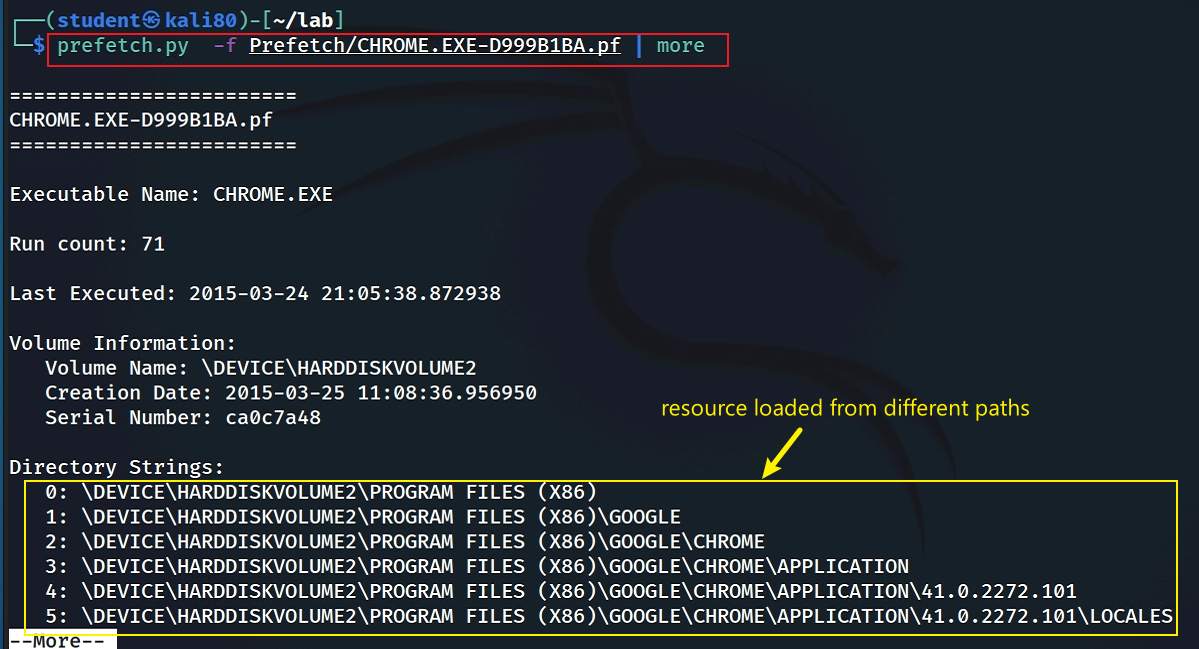 ┌──(student㉿kali80)-[~/lab]
└─$ prefetch.py -f Prefetch/CHROME.EXE-D999B1BA.pf | more
========================
CHROME.EXE-D999B1BA.pf
========================
Executable Name: CHROME.EXE
Run count: 71
Last Executed: 2015-03-24 21:05:38.872938
Volume Information:
Volume Name: \DEVICE\HARDDISKVOLUME2
Creation Date: 2015-03-25 11:08:36.956950
Serial Number: ca0c7a48
resource loaded from different paths
Directory Strings:
0: \DEVICE\HARDDISKVOLUME2\PROGRAM FILES (X86)
1: \DEVICE\HARDDISKVOLUME2\PROGRAM FILES (X86)\GOOGLE
2: \DEVICE\HARDDISKVOLUME2\PROGRAM FILES (X86)\GOOGLE\CHROME
3: \DEVICE\HARDDISKVOLUME2\PROGRAM FILES (X86)\GOOGLE\CHROME\APPLICATION
4: \DEVICE\HARDDISKVOLUME2\PROGRAM FILES (X86)\GOOGLE\CHROME\APPLICATION\41.0.2272.101
5: \DEVICE\HARDDISKVOLUME2\PROGRAM FILES (X86)\GOOGLE\CHROME\APPLICATION\41.0.2272.101\LOCALES
--More--